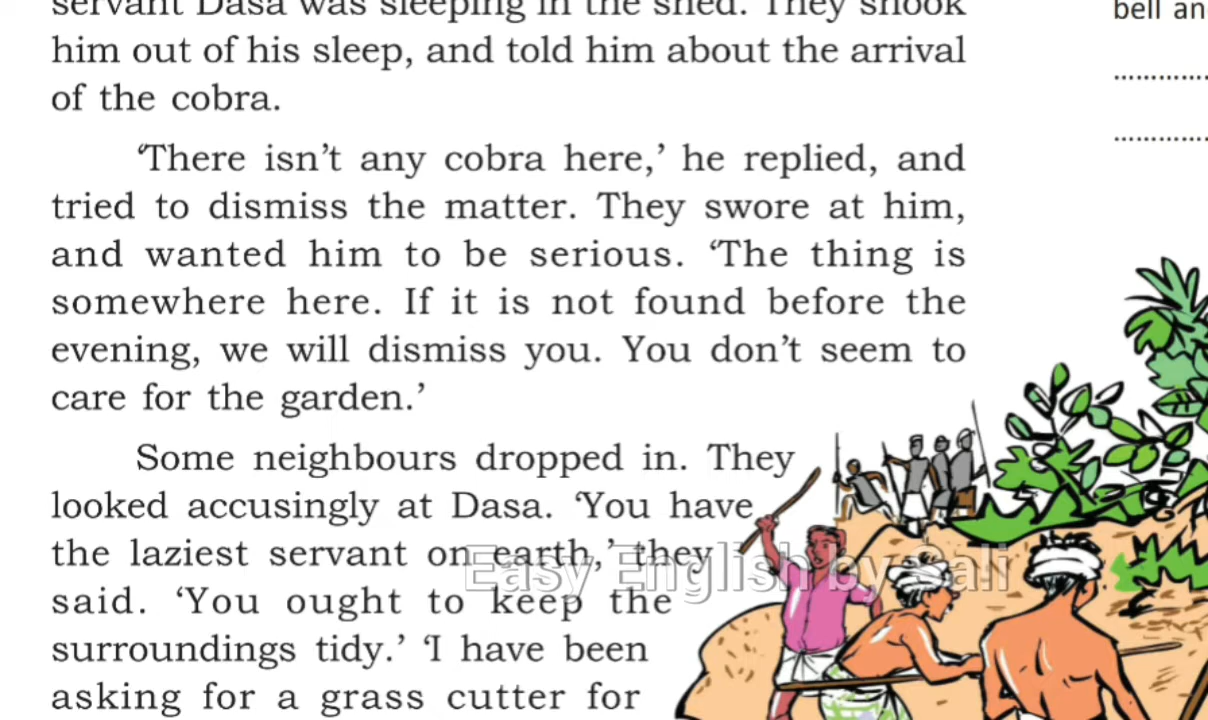 servant Dasa was sleeping in the shed. They shook
him out of his sleep, and told him about the arrival
of the cobra.
‘There isn’t any cobra here,’ he replied, and
tried to dismiss the matter. They swore at him,
and wanted him to be serious. ‘The thing is
somewhere here. If it is not found before the
evening, we will dismiss you. You don’t seem to
care for the garden.’
Some neighbours dropped in. They
looked accusingly at Dasa. ‘You have
the laziest servant on earth,’ they
said. ‘You ought to keep the
surroundings tidy.’ ‘I have been
asking for a grass cutter for
bell an
Easy English by Sali